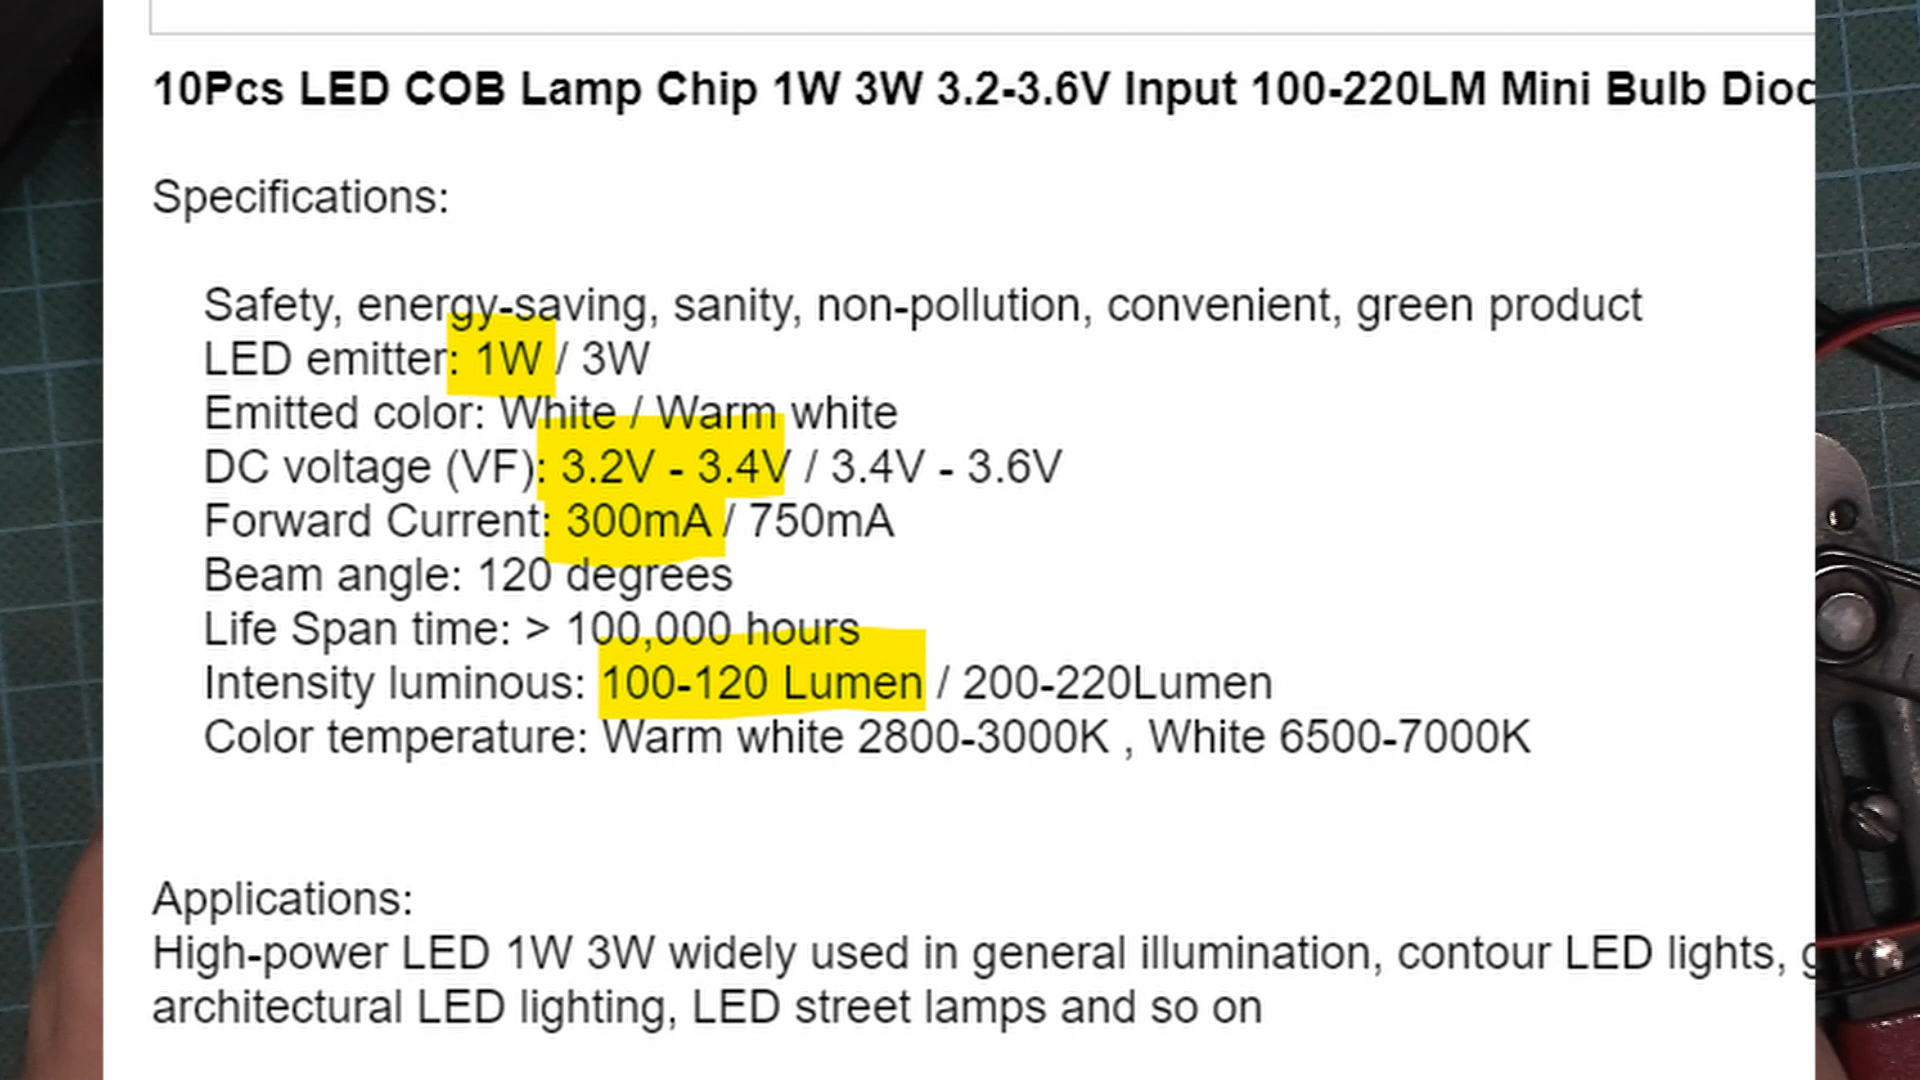 10Pcs LED COB Lamp Chip 1W 3W 3.2-3.6V Input 100-220LM Mini Bulb
Specifications:
Safety, energy-saving, sanity, non-pollution, convenient, green product
LED emitter: 1W / 3W
Emitted color: White / Warm white
DC voltage (VF): 3.2V - 3.4V / 3.4V - 3.6V
Forward Current: 300mA / 750mA
Beam angle: 120 degrees
Life Span time: > 100,000 hours
Intensity luminous: 100-120 Lumen / 200-220Lumen
Color temperature: Warm white 2800-3000K , White 6500-7000K
Applications:
High-power LED 1W 3W widely used in general illumination, contour LED lights,
architectural LED lighting, LED street lamps and so on